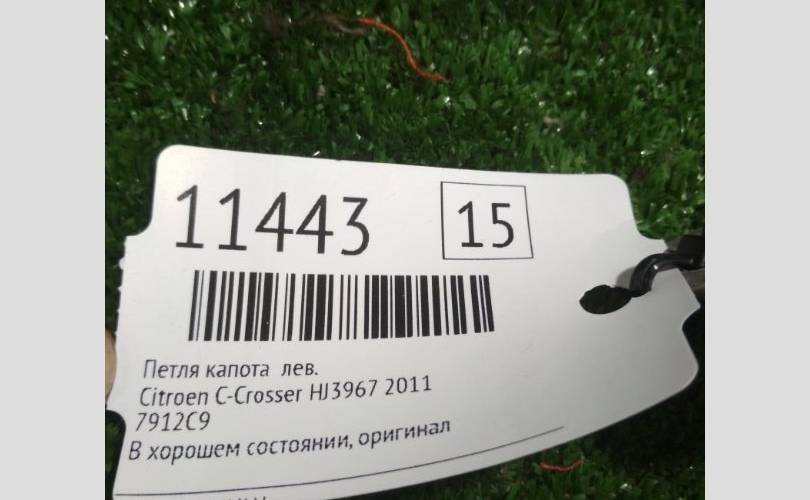 11443 15
Петля капота лев.
Citroen C-Crosser HJ3967 2011
7912C9
В хорошем состоянии, оригинал